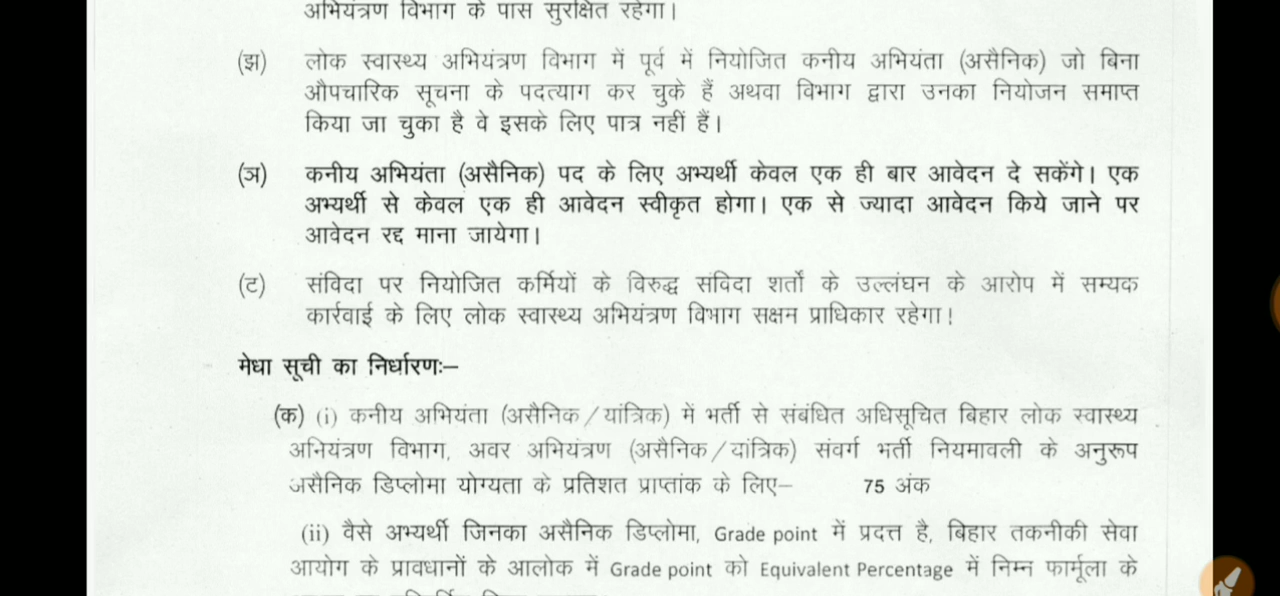 अभियंत्रण विभाग के पास सुरक्षित रहेगा।
(झ) लोक स्वास्थ्य अभियंत्रण विभाग में पूर्व में नियोजित कनीय अभियंता (असैनिक) जो बिना
औपचारिक सूचना के पदत्याग कर चुके हैं अथवा विभाग द्वारा उनका नियोजन समाप्त
किया जा चुका है वे इसके लिए पात्र नहीं हैं।
(ञ) कनीय अभियंता (असैनिक) पद के लिए अभ्यर्थी केवल एक ही बार आवेदन दे सकेंगे। एक
अभ्यर्थी से केवल एक ही आवेदन स्वीकृत होगा। एक से ज्यादा आवेदन किये जाने पर
आवेदन रद्द माना जायेगा।
(ट) संविदा पर नियोजित कर्मियों के विरुद्ध संविदा शर्तों के उल्लंघन के आरोप में सम्यक
कार्रवाई के लिए लोक स्वास्थ्य अभियंत्रण विभाग सक्षम प्राधिकार रहेगा!
मेधा सूची का निर्धारणः–
(क) (i) कनीय अभियंता (असैनिक/यांत्रिक) में भर्ती से संबंधित अधिसूचित बिहार लोक स्वास्थ्य
अभियंत्रण विभाग, अवर अभियंत्रण (असैनिक/यांत्रिक) संवर्ग भर्ती नियमावली के अनुरूप
असैनिक डिप्लोमा योग्यता के प्रतिशत प्राप्तांक के लिए– 75 अंक
(ii) वैसे अभ्यर्थी जिनका असैनिक डिप्लोमा, Grade point में प्रदत्त है, बिहार तकनीकी सेवा
आयोग के प्रावधानों के आलोक में Grade point को Equivalent Percentage में निम्न फार्मूला के